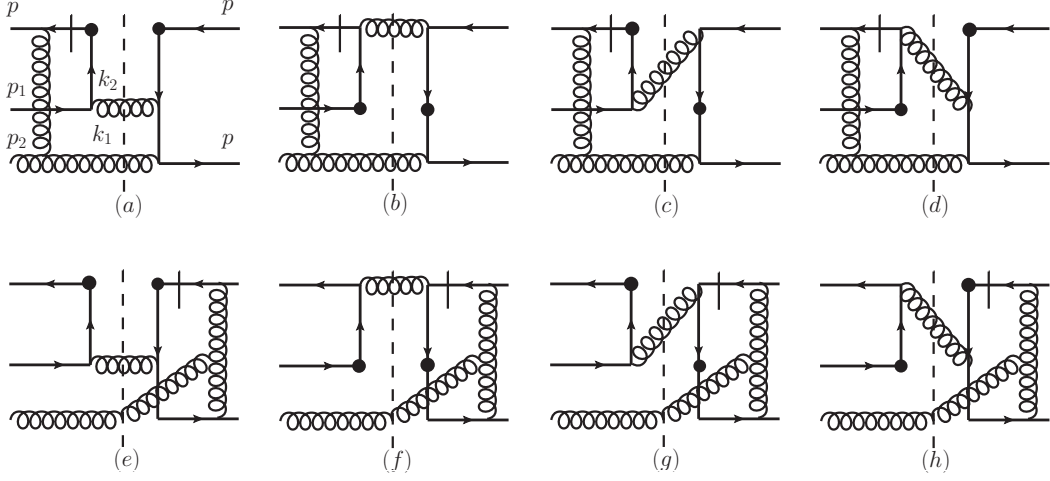 p p
p₁ k₂
p₂ k₁ p
(a) (b) (c) (d)
(e) (f) (g) (h)